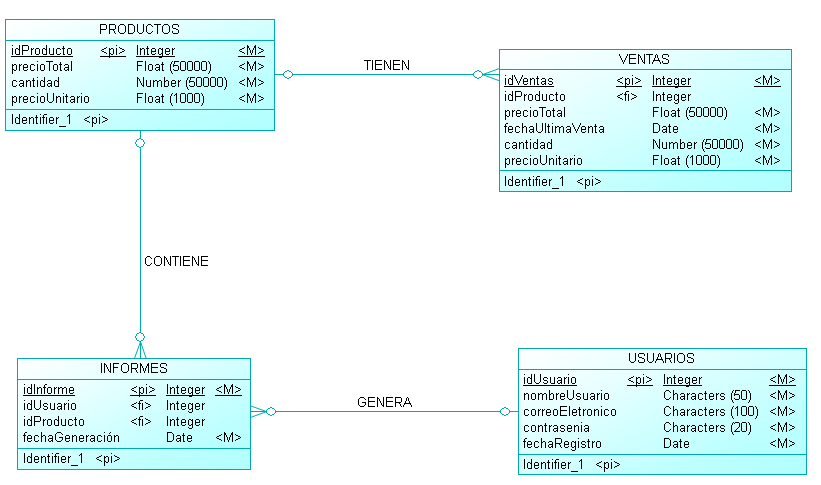 PRODUCTOS
idProducto <pi> Integer <M>
precioTotal Float (50000) <M>
cantidad Number (50000) <M>
precioUnitario Float (1000) <M>
Identifier_1 <pi>
TIENEN
VENTAS
idVentas <pi> Integer <M>
idProducto <fi> Integer
precioTotal Float (50000) <M>
fechaUltimaVenta Date <M>
cantidad Number (50000) <M>
precioUnitario Float (1000) <M>
Identifier_1 <pi>
CONTIENE
INFORMES
idInforme <pi> Integer <M>
idUsuario <fi> Integer
idProducto <fi> Integer
fechaGeneración Date <M>
Identifier_1 <pi>
GENERA
USUARIOS
idUsuario <pi> Integer <M>
nombreUsuario Characters (50) <M>
correoEletronico Characters (100) <M>
contrasenia Characters (20) <M>
fechaRegistro Date <M>
Identifier_1 <pi>